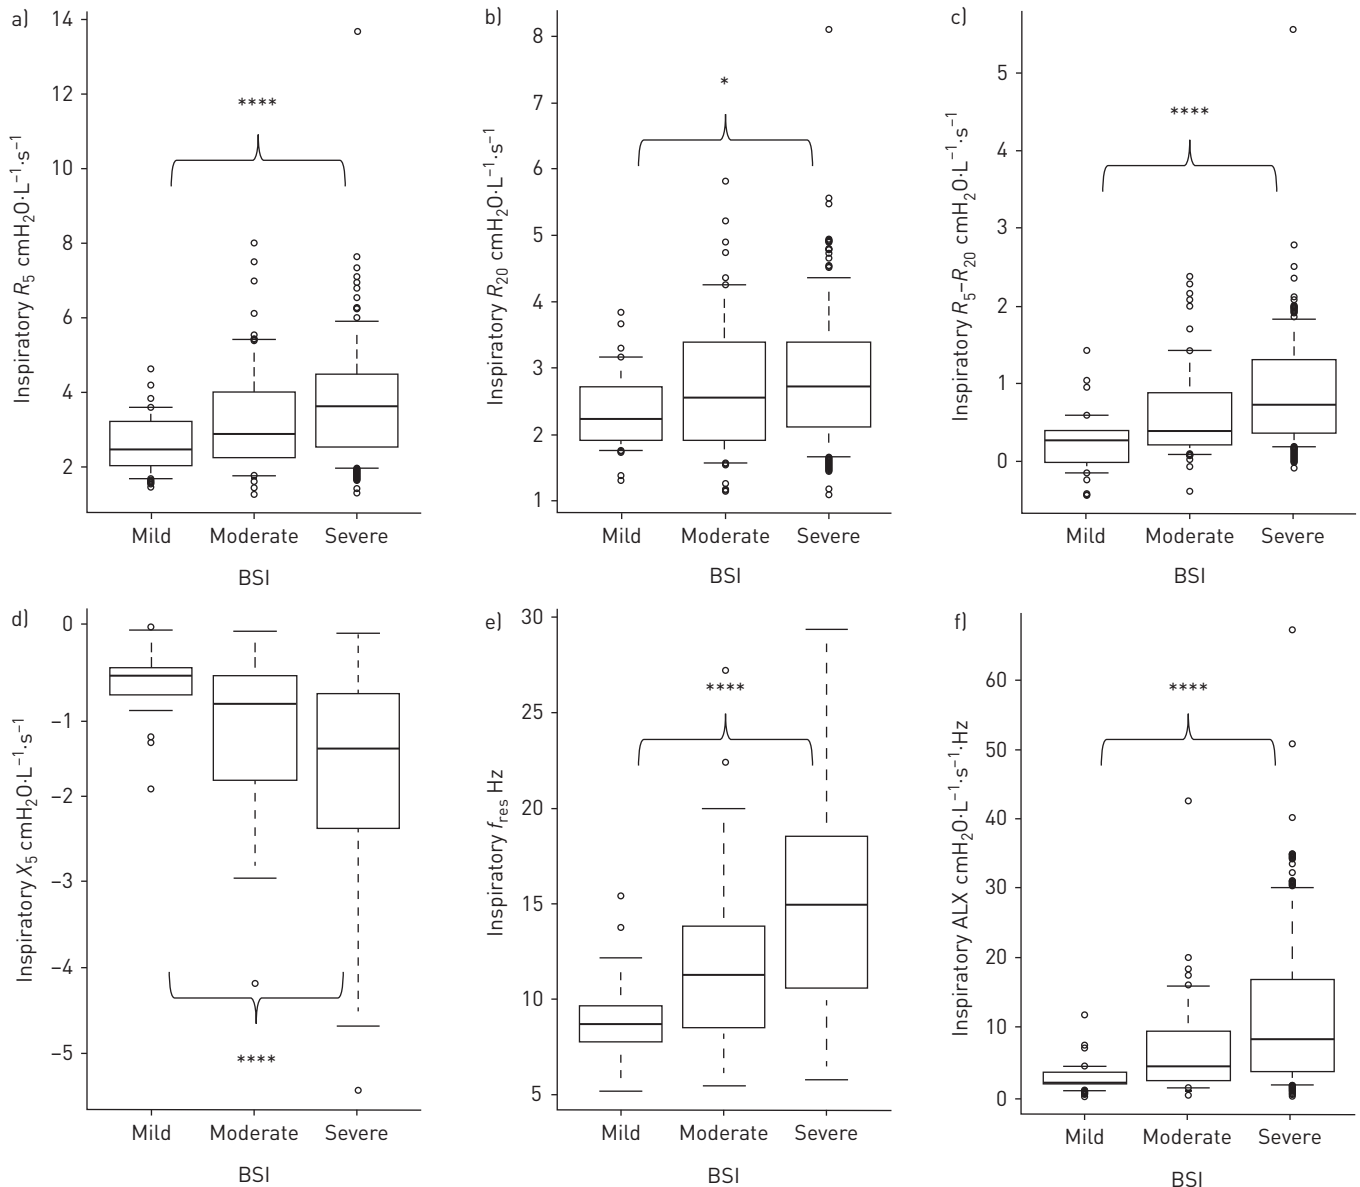 a)
Inspiratory R5 cmH2O·L−1·s−1
14
12
10
8
6
4
2
****
Mild Moderate Severe
BSI
b)
Inspiratory R20 cmH2O·L−1·s−1
8
7
6
5
4
3
2
1
*
Mild Moderate Severe
BSI
c)
Inspiratory R5–R20 cmH2O·L−1·s−1
5
4
3
2
1
0
****
Mild Moderate Severe
BSI
d)
Inspiratory X5 cmH2O·L−1·s−1
0
−1
−2
−3
−4
−5
****
Mild Moderate Severe
BSI
e)
Inspiratory fres Hz
30
25
20
15
10
5
****
Mild Moderate Severe
BSI
f)
Inspiratory ALX cmH2O·L−1·s−1·Hz
60
50
40
30
20
10
0
****
Mild Moderate Severe
BSI